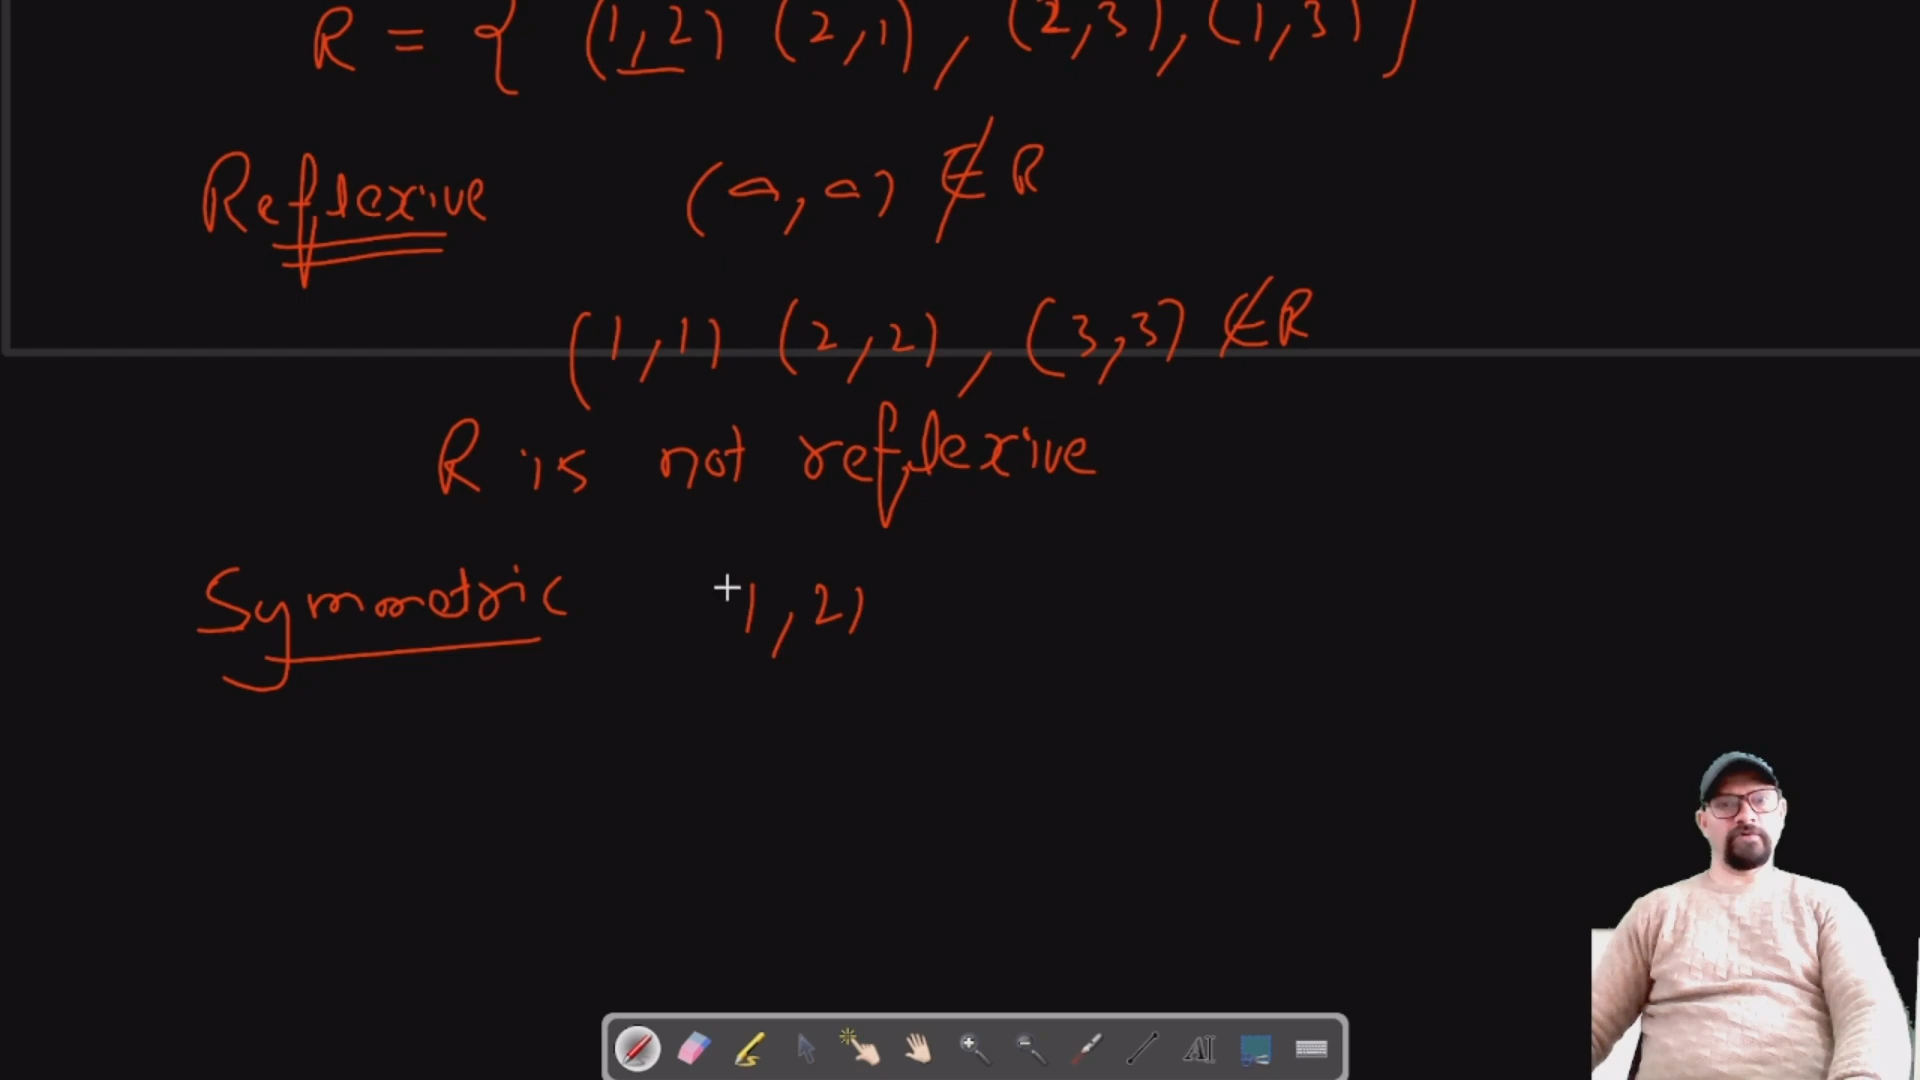 R = { (1,2) (2,1), (2,3), (1,3) }
Reflexive (a,a) ∉ R
(1,1) (2,2), (3,3) ∉ R
R is not reflexive
Symmetric 1,2)
AI